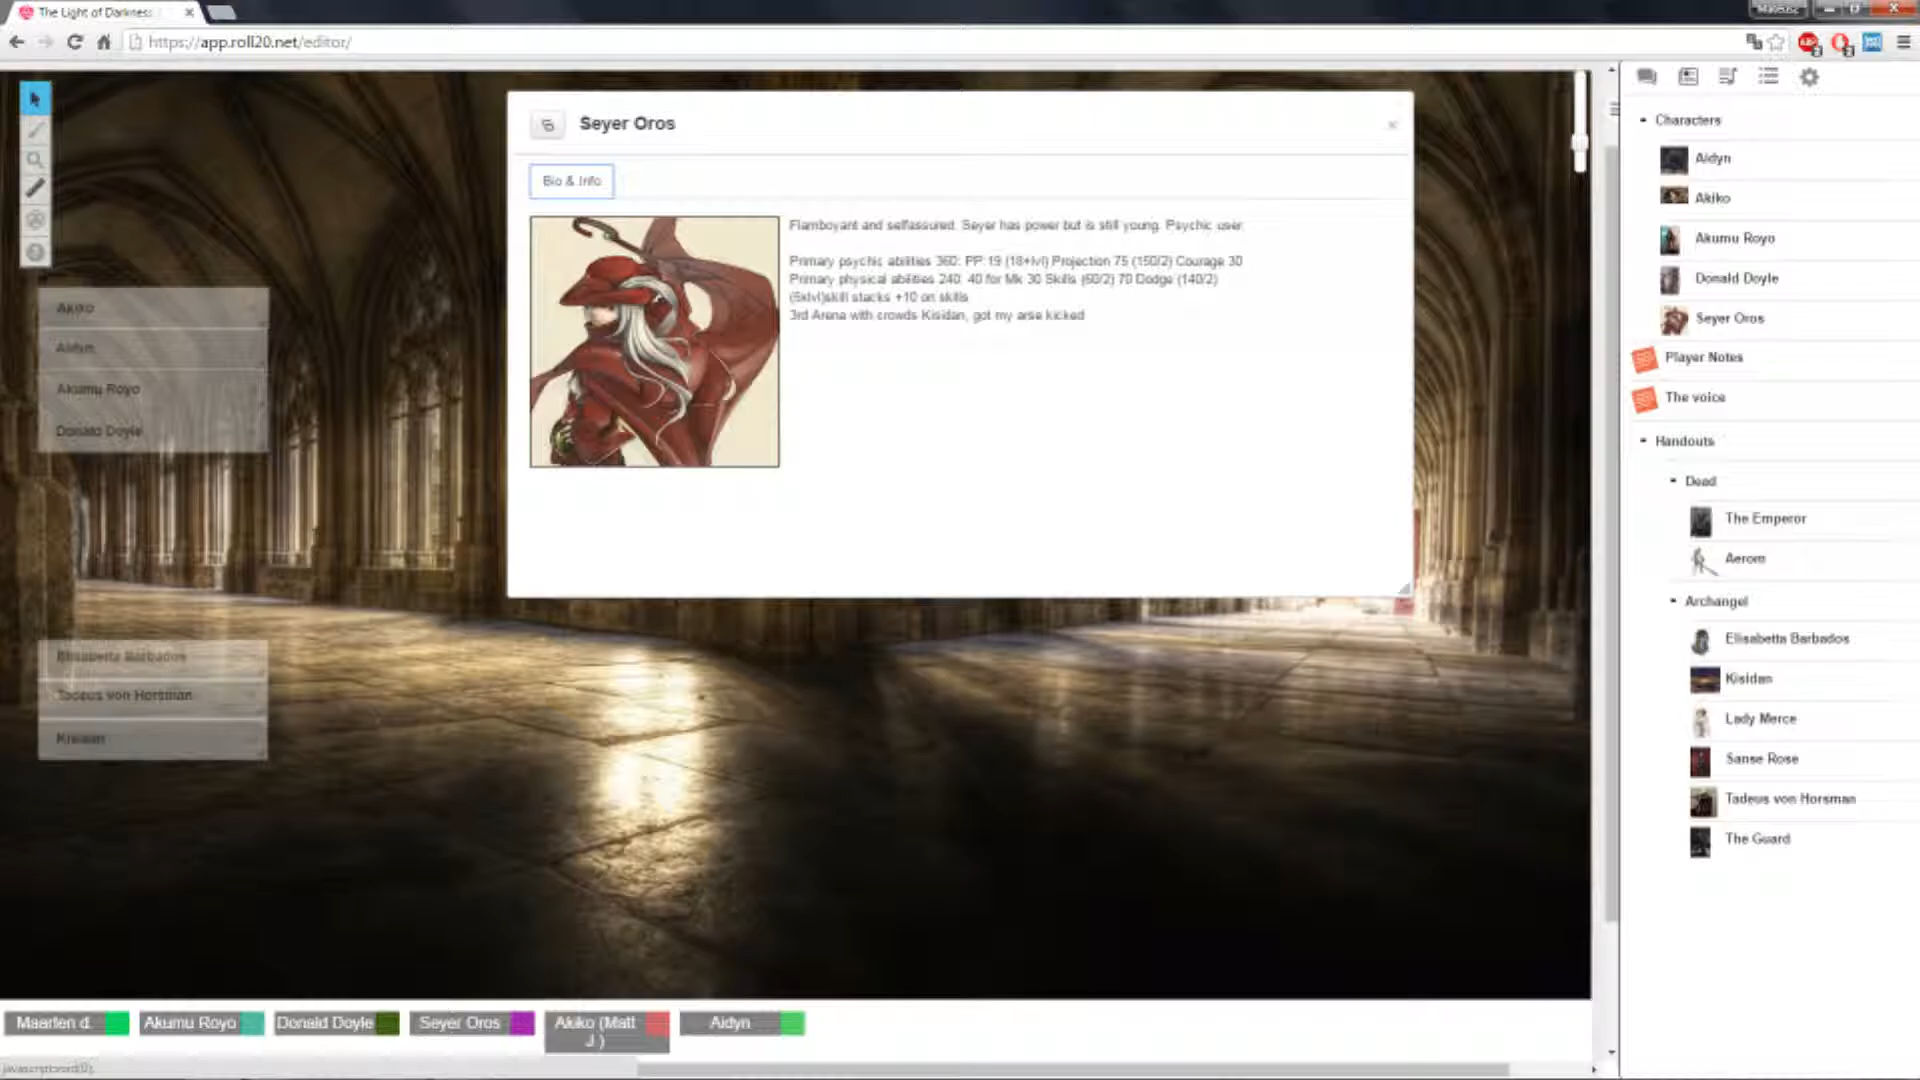 The Light of Darkness
https://app.roll20.net/editor/
Seyer Oros
Bio & Info
Flamboyant and selfassured. Seyer has power but is still young. Psychic user.
Primary psychic abilities 360: PP:19 (18+lvl) Projection 75 (150/2) Courage 30
Primary physical abilities 240: 40 for Mk 30 Skills (60/2) 70 Dodge (140/2)
(5xlvl)skill stacks +10 on skills
3rd Arena with crowds Kisidan, got my arse kicked
Akiko
Aidyn
Akumu Royo
Donald Doyle
Elisabetta Barbados
Tadeus von Horsman
Kisidan
Characters
Aidyn
Akiko
Akumu Royo
Donald Doyle
Seyer Oros
Player Notes
The voice
Handouts
Dead
The Emperor
Aerom
Archangel
Elisabetta Barbados
Kisidan
Lady Merce
Sanse Rose
Tadeus von Horsman
The Guard
Maarten d.
Akumu Royo
Donald Doyle
Seyer Oros
Akiko (Matt
J.)
Aidyn
javascript:void(0);